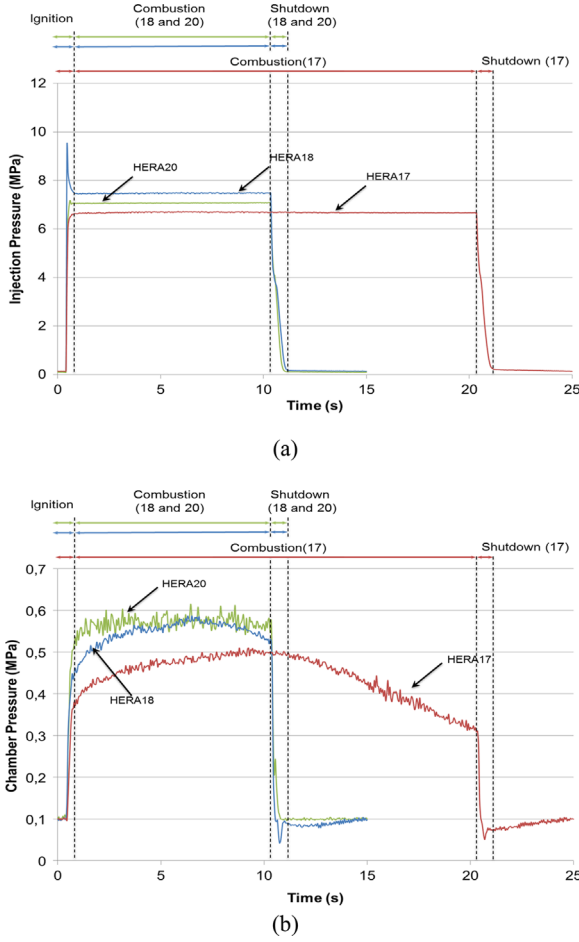 Combustion
(18 and 20)
Shutdown
(18 and 20)
Ignition
Combustion(17)
Shutdown (17)
12
10
8
6
4
2
0
Injection Pressure (MPa)
HERA20
HERA18
HERA17
0
5
10
15
20
25
Time (s)
(a)
Ignition
Combustion
(18 and 20)
Shutdown
(18 and 20)
Combustion(17)
Shutdown (17)
0,7
0,6
0,5
0,4
0,3
0,2
0,1
0
Chamber Pressure (MPa)
HERA20
HERA18
HERA17
0
5
10
15
20
25
Time (s)
(b)